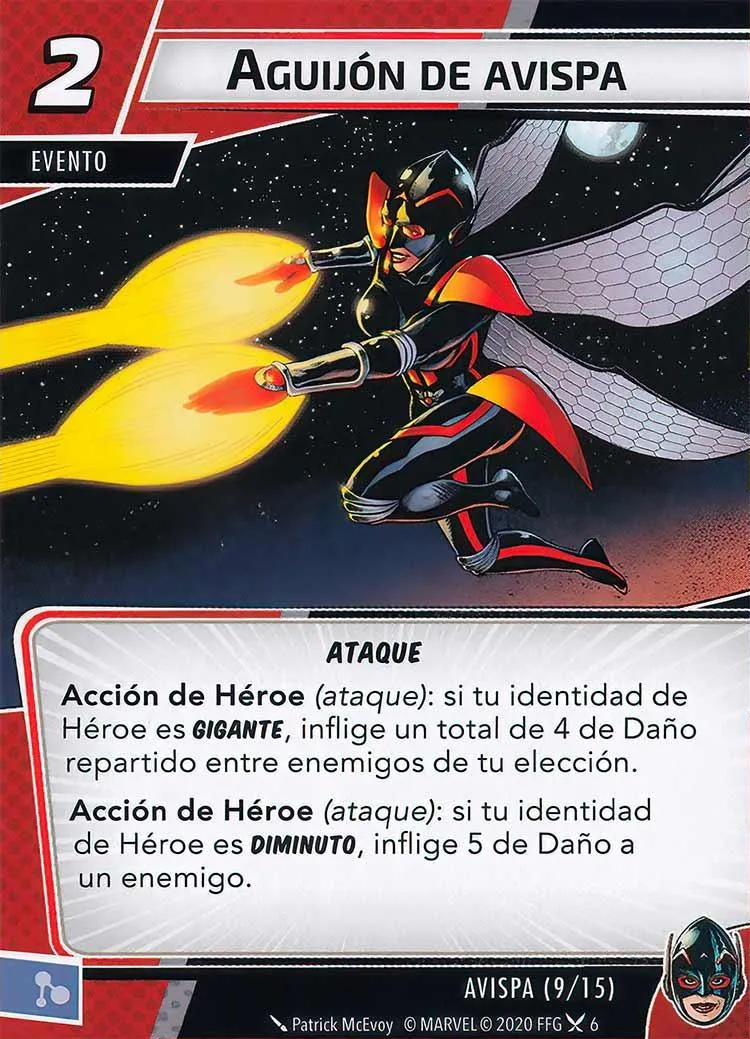 2
AGUIJÓN DE AVISPA
EVENTO
ATAQUE
Acción de Héroe (ataque): si tu identidad de
Héroe es GIGANTE, inflige un total de 4 de Daño
repartido entre enemigos de tu elección.
Acción de Héroe (ataque): si tu identidad
de Héroe es DIMINUTO, inflige 5 de Daño a
un enemigo.
AVISPA (9/15)
Patrick McEvoy © MARVEL © 2020 FFG 6